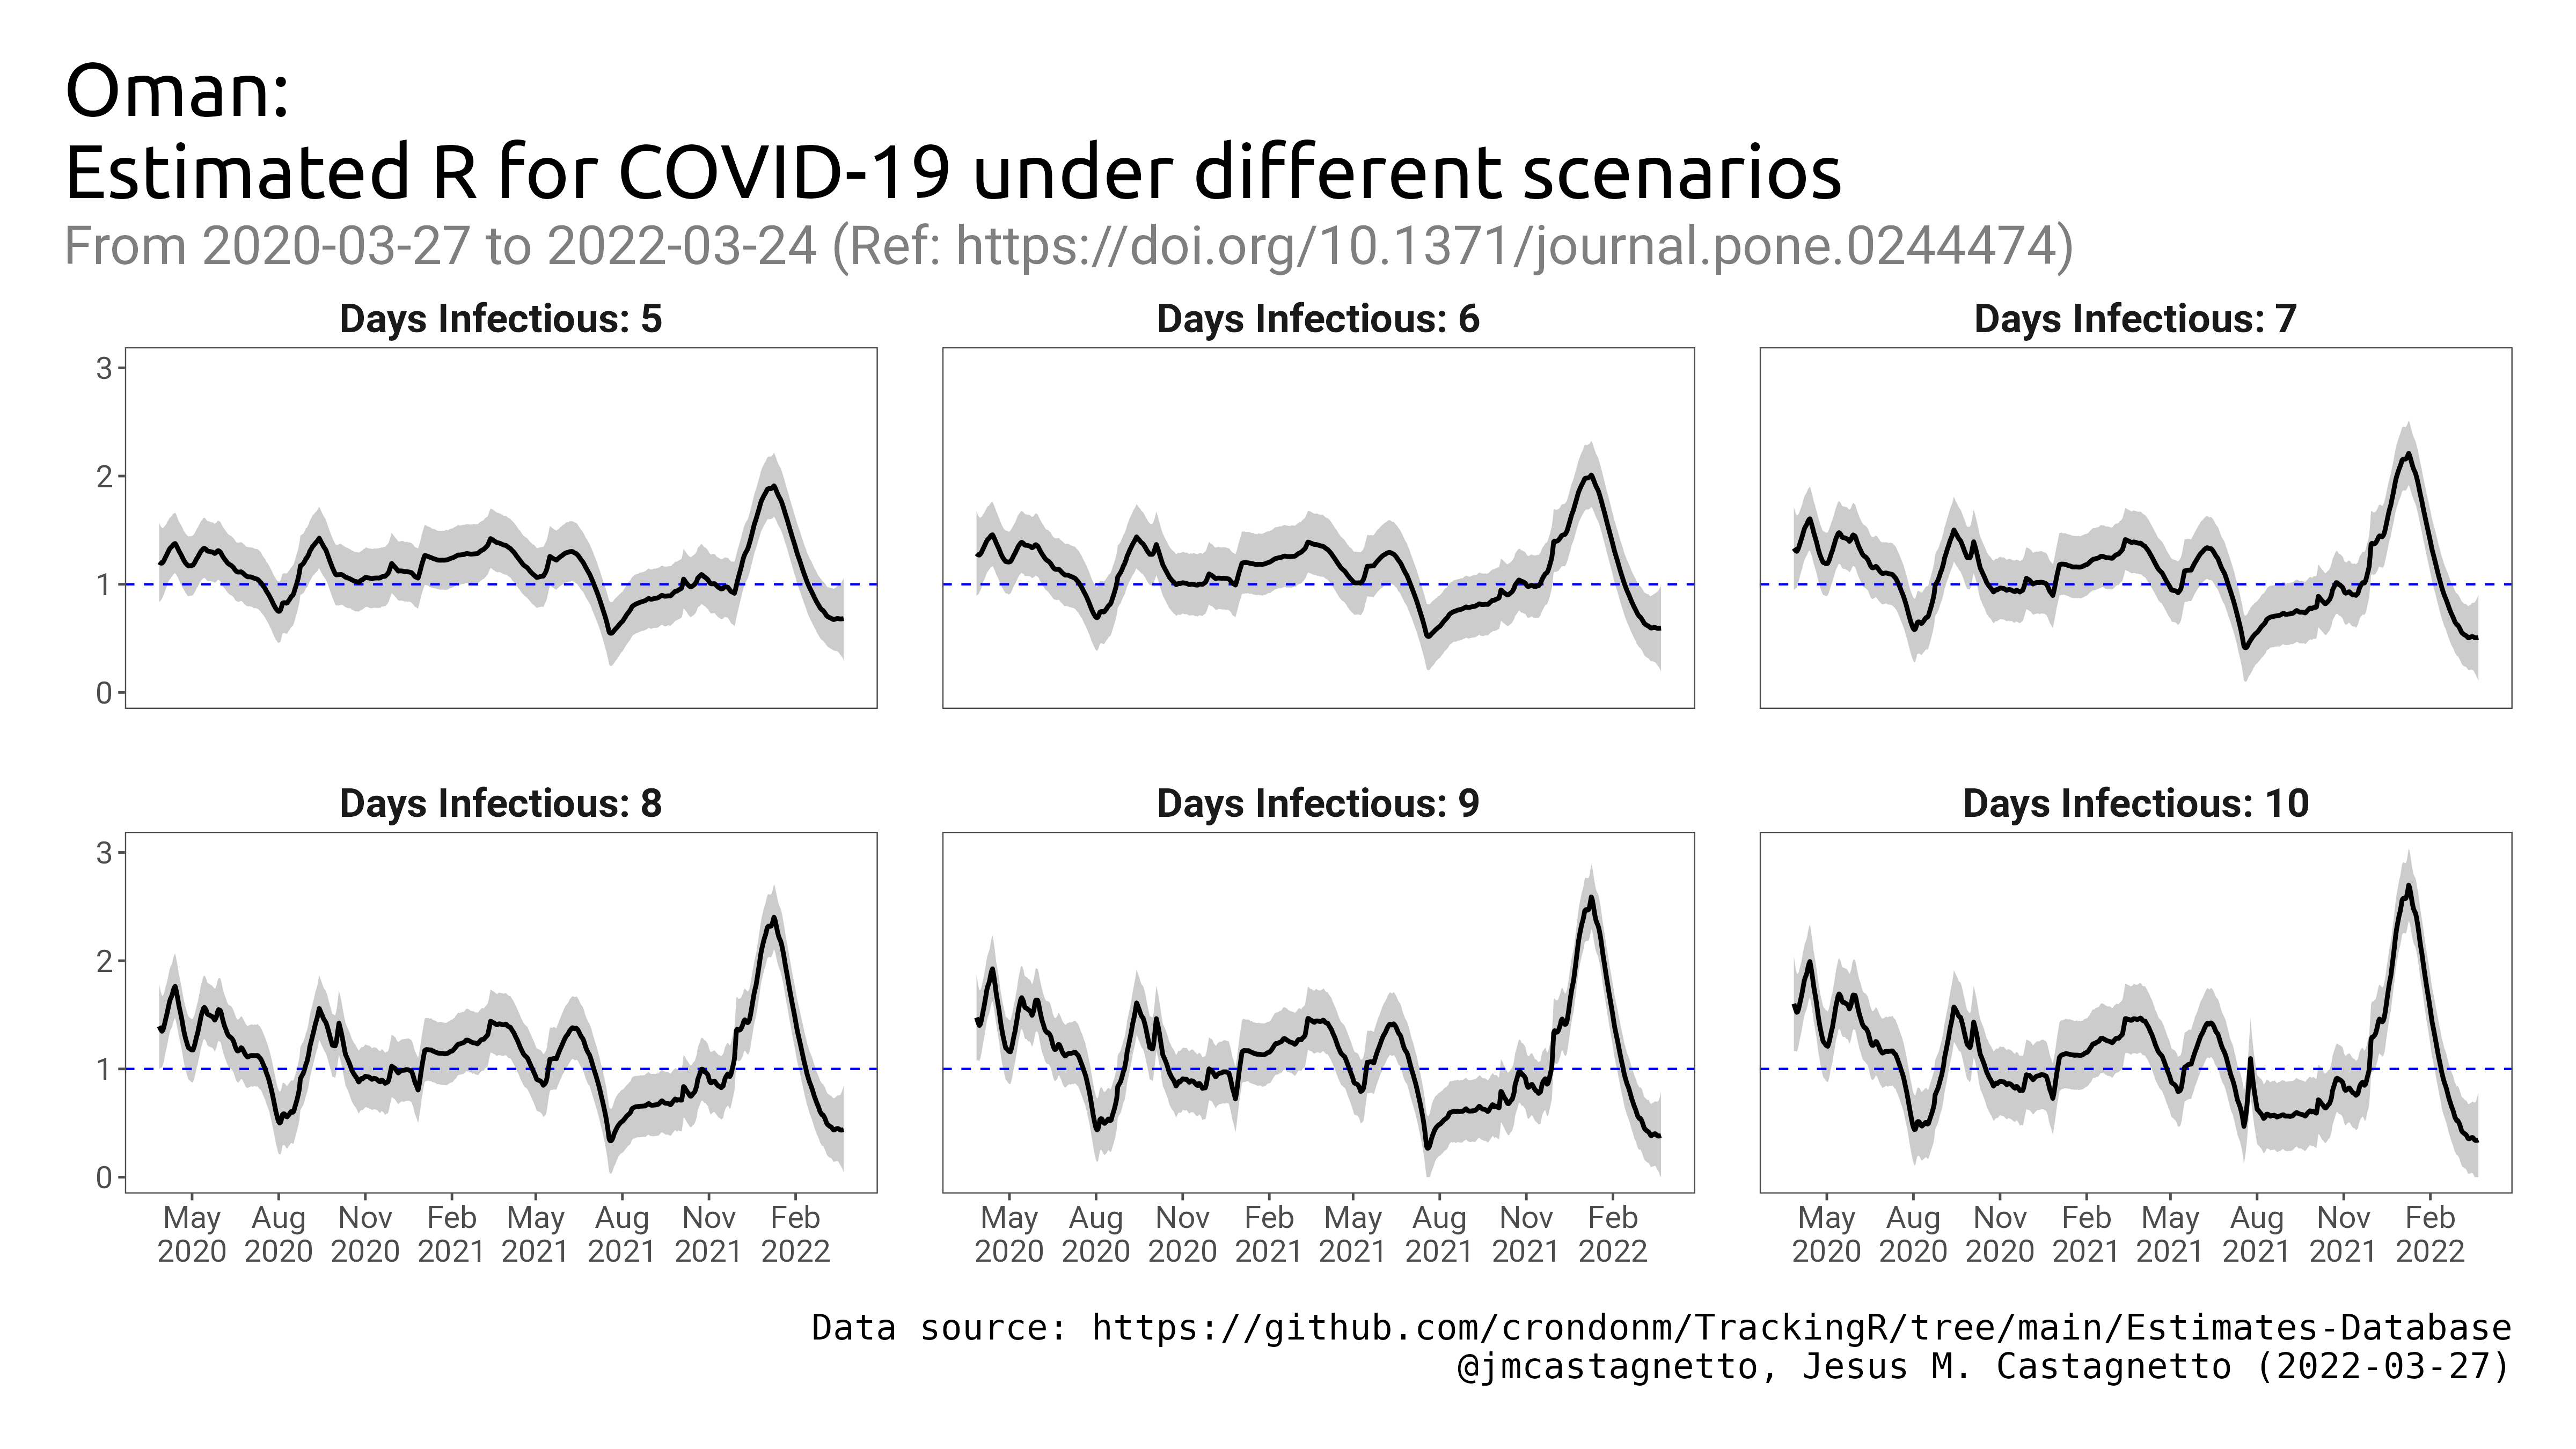 Oman:
Estimated R for COVID-19 under different scenarios
From 2020-03-27 to 2022-03-24 (Ref: https://doi.org/10.1371/journal.pone.0244474)
Days Infectious: 5
Days Infectious: 6
Days Infectious: 7
3
2
1
0
Days Infectious: 8
Days Infectious: 9
Days Infectious: 10
3
2
1
0
May Aug Nov Feb May Aug Nov Feb
2020 2020 2020 2021 2021 2021 2021 2022
May Aug Nov Feb May Aug Nov Feb
2020 2020 2020 2021 2021 2021 2021 2022
May Aug Nov Feb May Aug Nov Feb
2020 2020 2020 2021 2021 2021 2021 2022
Data source: https://github.com/crondonm/TrackingR/tree/main/Estimates-Database
@jmcastagnetto, Jesus M. Castagnetto (2022-03-27)